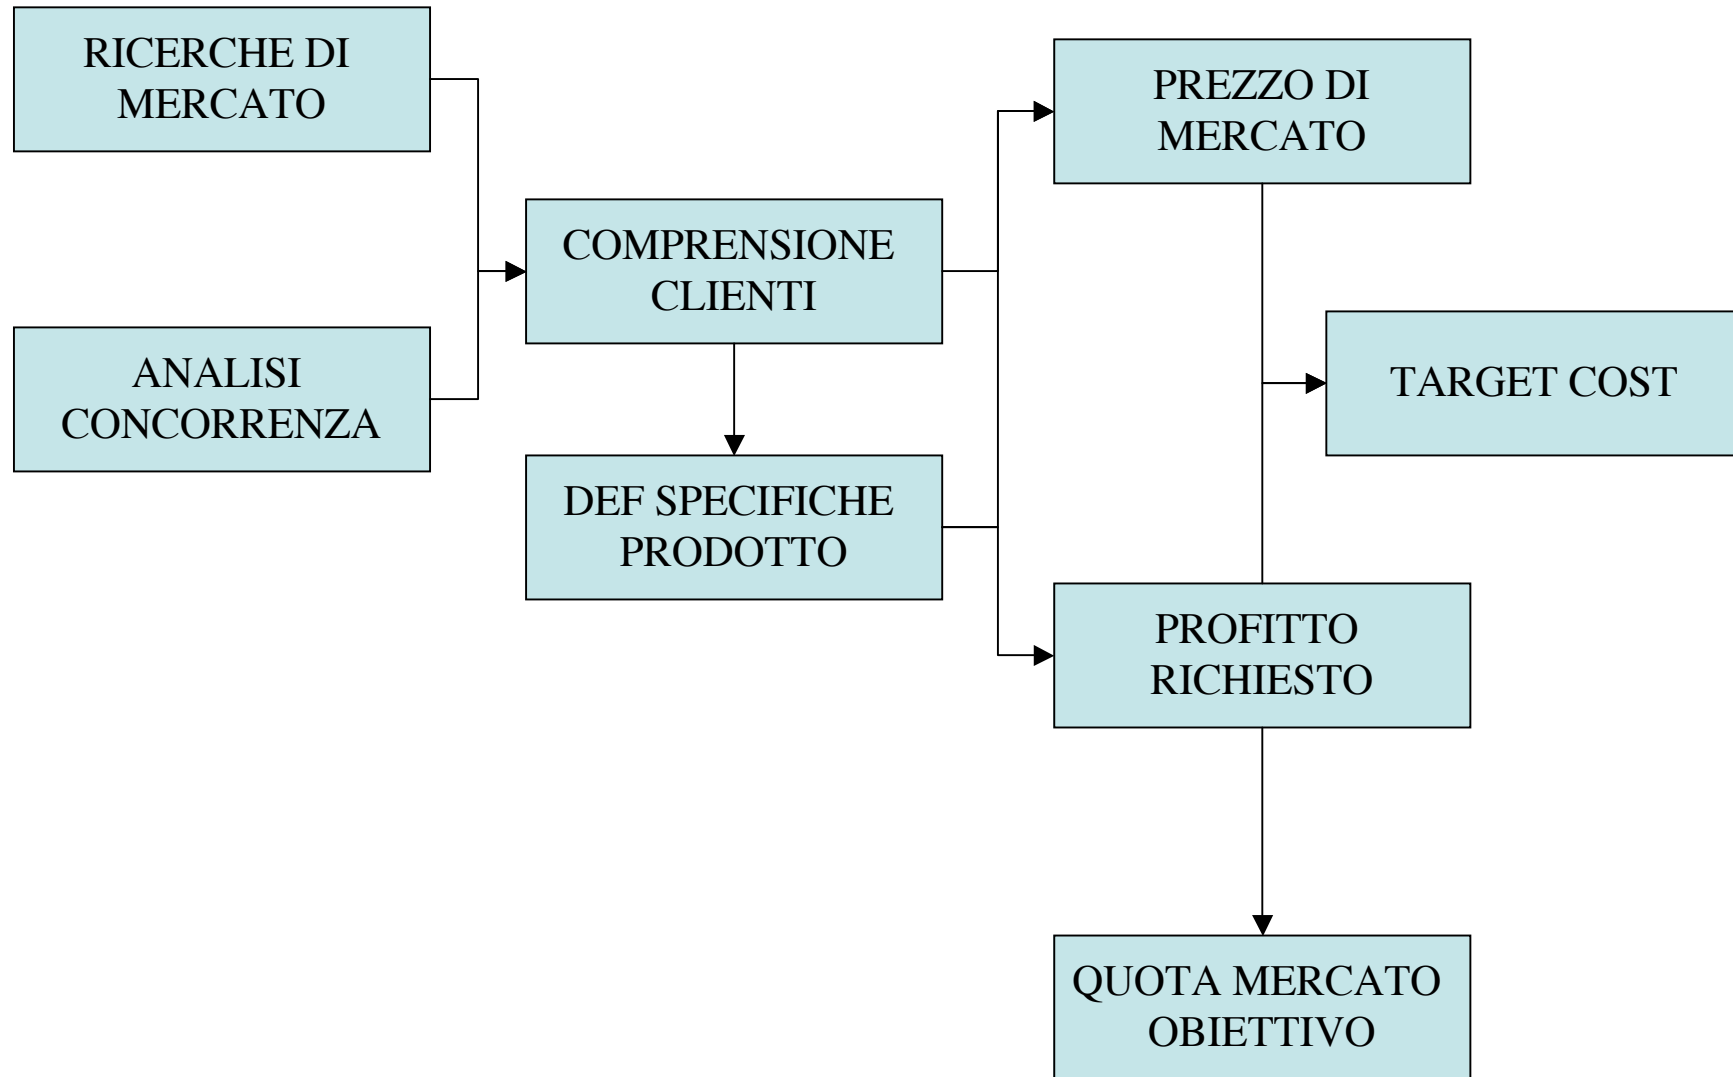 RICERCHE DI
MERCATO
ANALISI
CONCORRENZA
COMPRENSIONE
CLIENTI
DEF SPECIFICHE
PRODOTTO
PREZZO DI
MERCATO
TARGET COST
PROFITTO
RICHIESTO
QUOTA MERCATO
OBIETTIVO